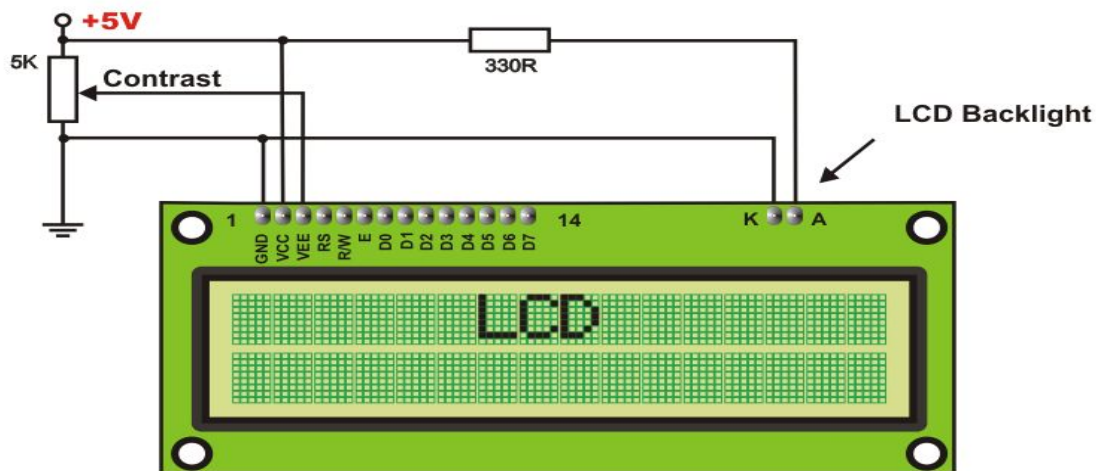 +5V
5K
Contrast
330R
LCD Backlight
1
14
K
A
GND
VCC
VEE
RS
R/W
E
D0
D1
D2
D3
D4
D5
D6
D7
LCD